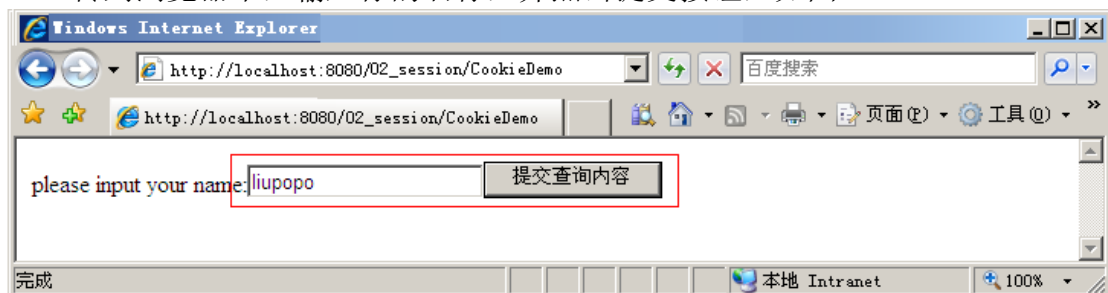 Windows Internet Explorer
http://localhost:8080/02_session/CookieDemo
百度搜索
http://localhost:8080/02_session/CookieDemo
页面(P)
工具(O)
please input your name:
liupopo
提交查询内容
完成
本地 Intranet
100%